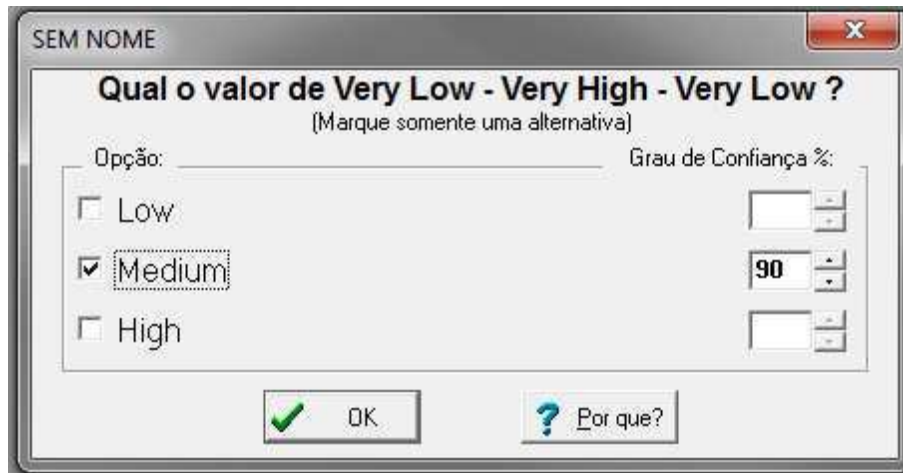 SEM NOME
Qual o valor de Very Low - Very High - Very Low ?
(Marque somente uma alternativa)
Opção: Grau de Confiança %:
Low
Medium 90
High
OK Por que?